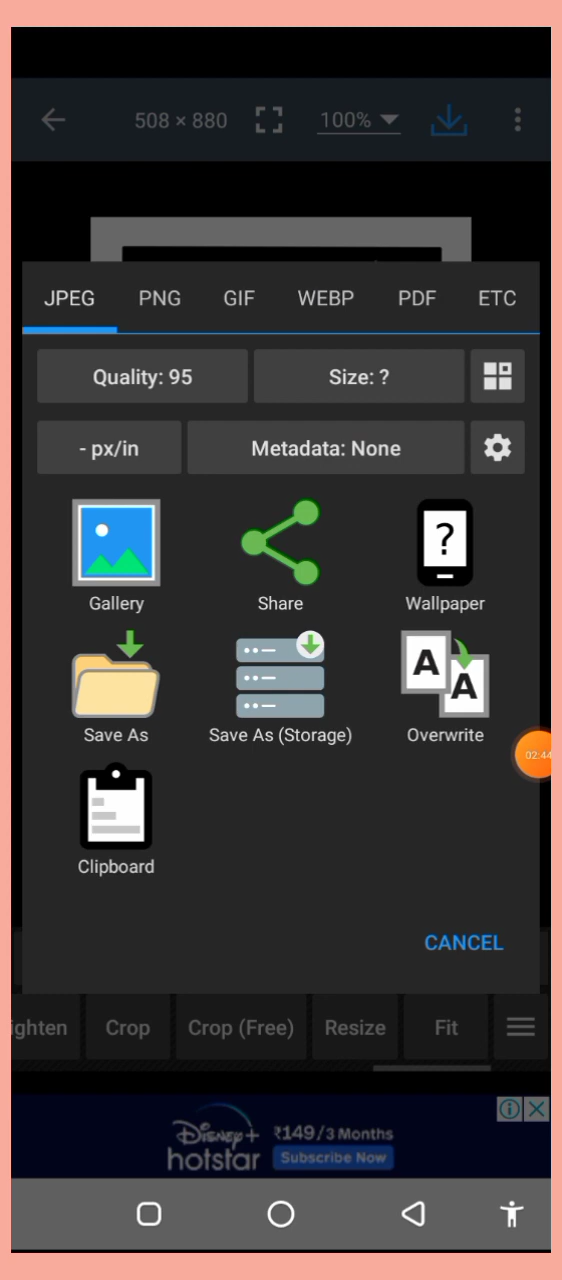 508 × 880 100%
JPEG PNG GIF WEBP PDF ETC
Quality: 95 Size: ?
- px/in Metadata: None
?
Gallery Share Wallpaper
A A
Save As Save As (Storage) Overwrite
02:44
Clipboard
CANCEL
ighten Crop Crop (Free) Resize Fit
Disney+ ₹149/3 Months
hotstar Subscribe Now